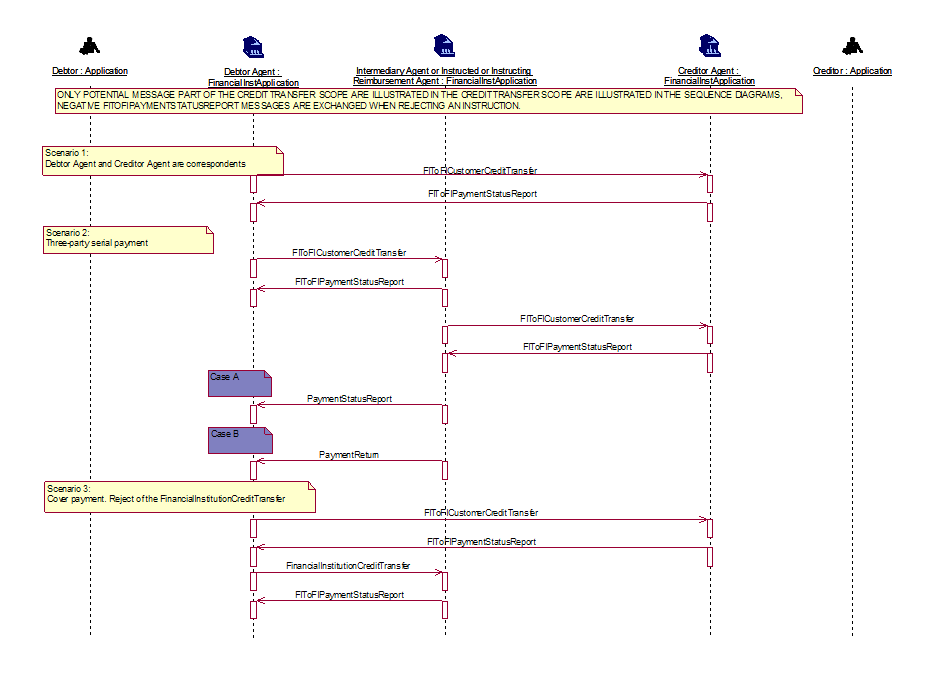 Debtor : Application
Debtor Agent :
FinancialInstApplication
Intermediary Agent or Instructed or Instructing
Reimbursement Agent : FinancialInstApplication
Creditor Agent :
FinancialInstApplication
Creditor : Application
ONLY POTENTIAL MESSAGE PART OF THE CREDIT TRANSFER SCOPE ARE ILLUSTRATED IN THE CREDIT TRANSFER SCOPE ARE ILLUSTRATED IN THE SEQUENCE DIAGRAMS,
NEGATIVE FITOFIPAYMENTSTATUSREPORT MESSAGES ARE EXCHANGED WHEN REJECTING AN INSTRUCTION.
Scenario 1:
Debtor Agent and Creditor Agent are correspondents
FIToFICustomerCreditTransfer
FIToFIPaymentStatusReport
Scenario 2:
Three-party serial payment
FIToFICustomerCreditTransfer
FIToFIPaymentStatusReport
FIToFICustomerCreditTransfer
FIToFIPaymentStatusReport
Case A
PaymentStatusReport
Case B
PaymentReturn
Scenario 3:
Cover payment. Reject of the FinancialInstitutionCreditTransfer
FIToFICustomerCreditTransfer
FIToFIPaymentStatusReport
FinancialInstitutionCreditTransfer
FIToFIPaymentStatusReport